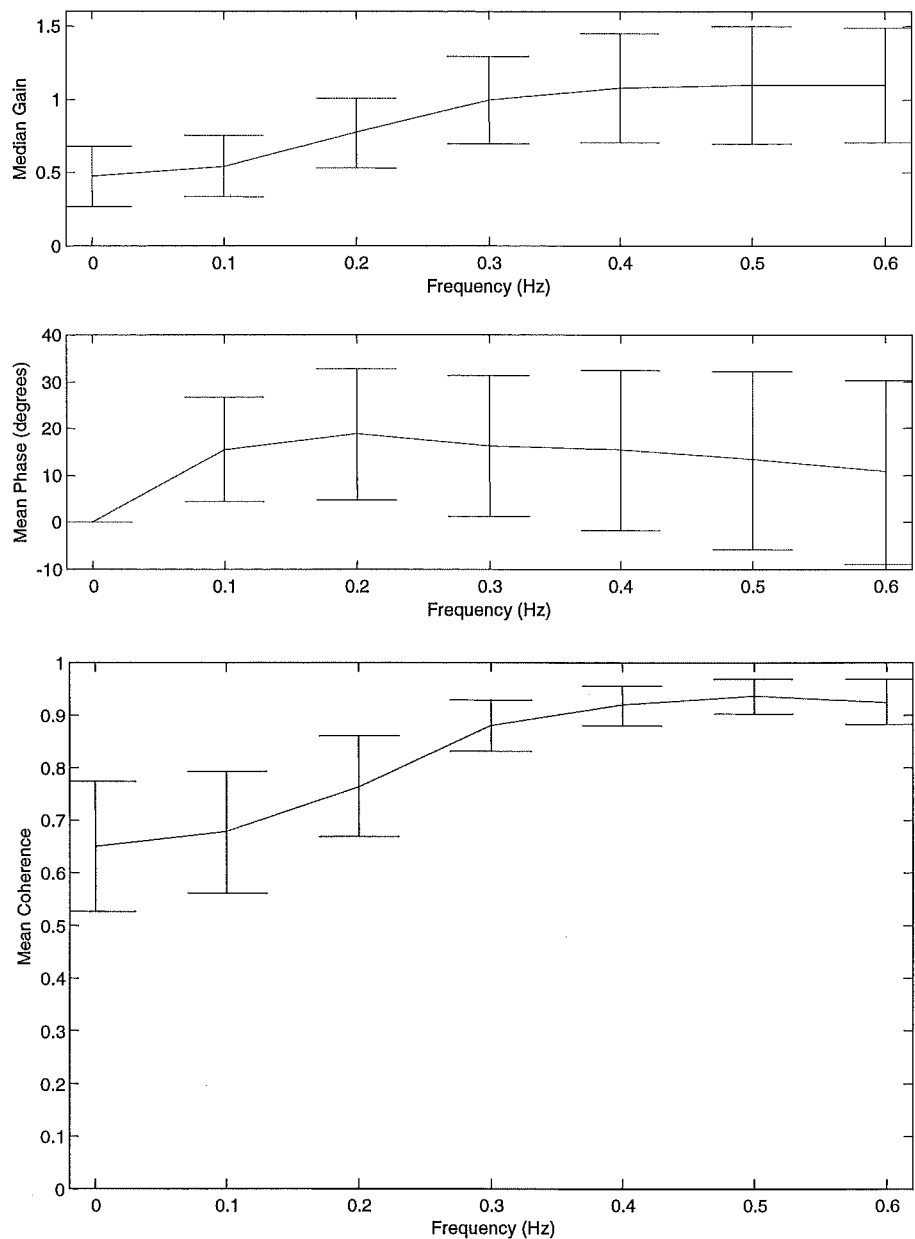 1.5
1
0.5
0
Median Gain
0 0.1 0.2 0.3 0.4 0.5 0.6
Frequency (Hz)
40
30
20
10
0
-10
Mean Phase (degrees)
0 0.1 0.2 0.3 0.4 0.5 0.6
Frequency (Hz)
1
0.9
0.8
0.7
0.6
0.5
0.4
0.3
0.2
0.1
0
Mean Coherence
0 0.1 0.2 0.3 0.4 0.5 0.6
Frequency (Hz)